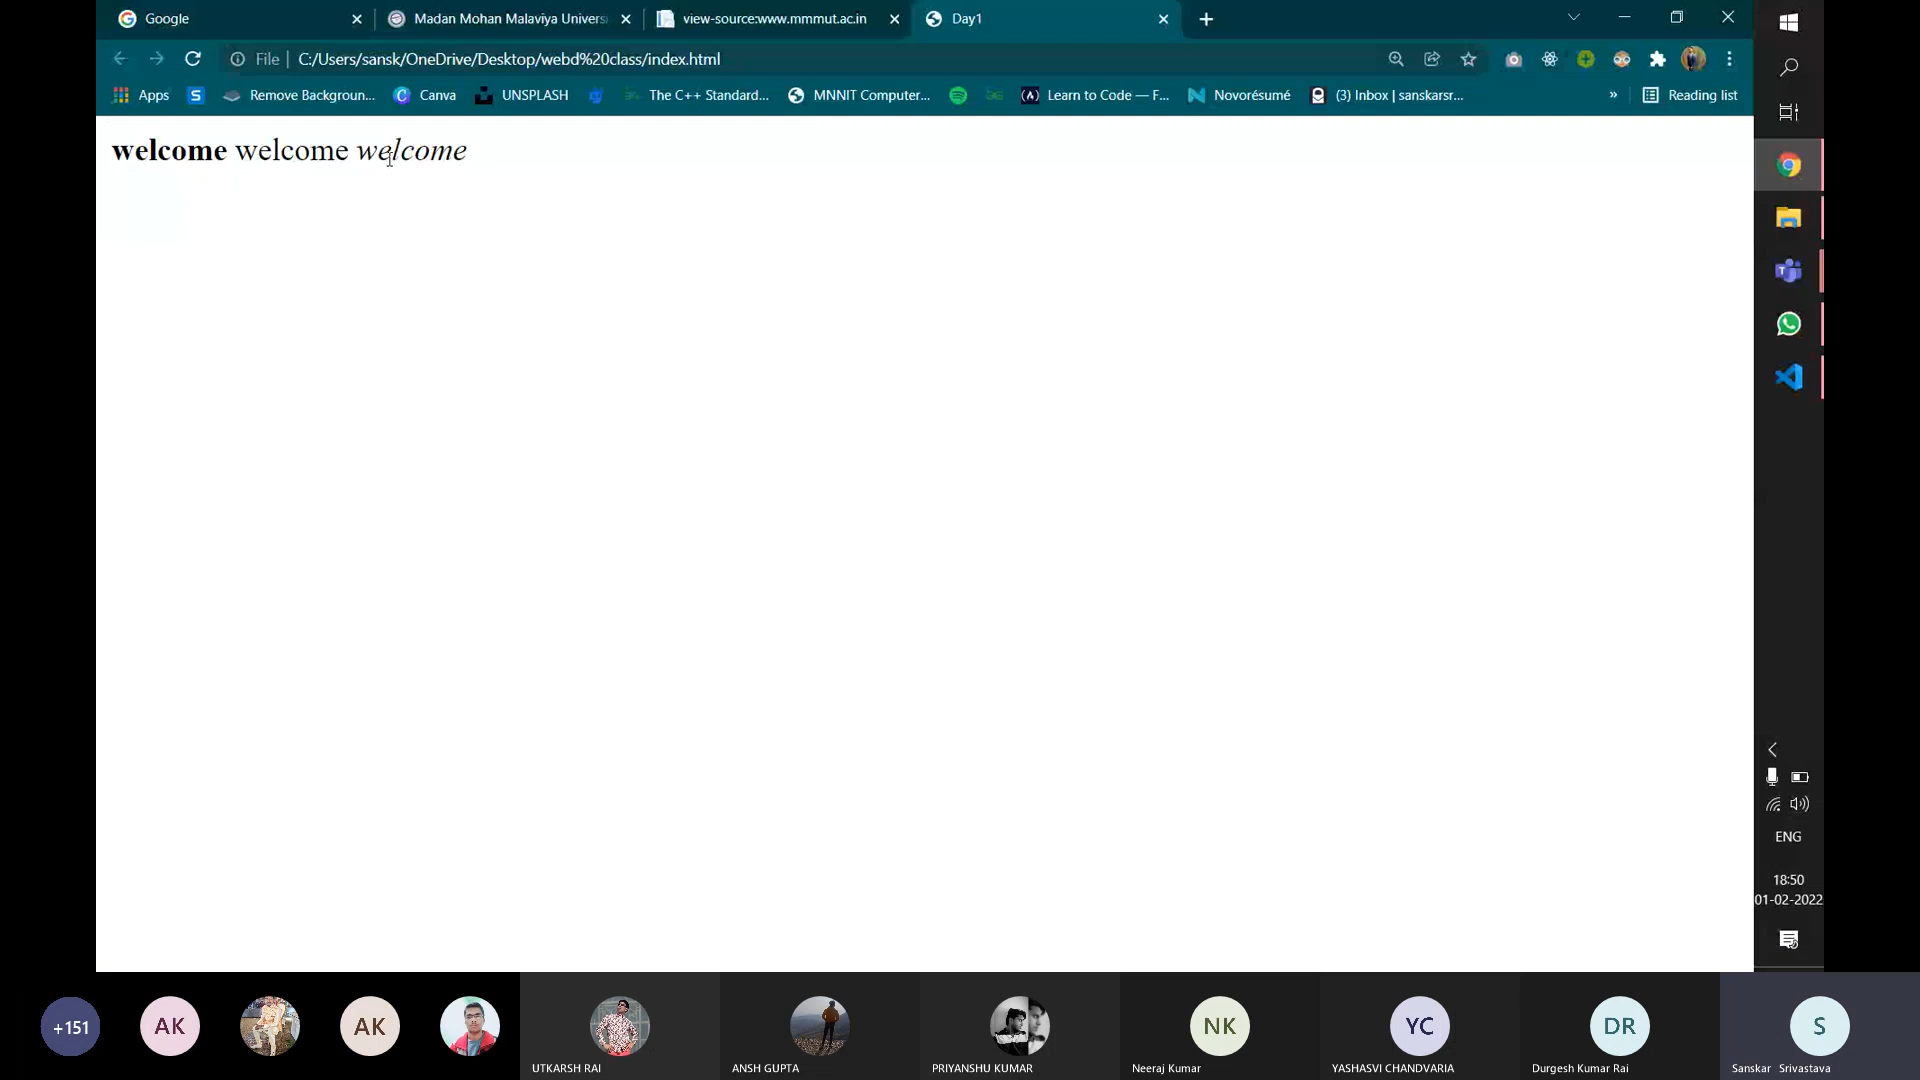 Google
Madan Mohan Malaviya Univers
view-source:www.mmmut.ac.in
Day1
File
C:/Users/sansk/OneDrive/Desktop/webd%20class/index.html
Apps
S
Remove Backgroun...
Canva
UNSPLASH
The C++ Standard...
MNNIT Computer...
Learn to Code — F...
Novorésumé
(3) Inbox | sanskarsr...
»
Reading list
welcome welcome welcome
ENG
18:50
01-02-2022
+151
AK
AK
NK
YC
DR
S
UTKARSH RAI
ANSH GUPTA
PRIYANSHU KUMAR
Neeraj Kumar
YASHASVI CHANDVARIA
Durgesh Kumar Rai
Sanskar Srivastava